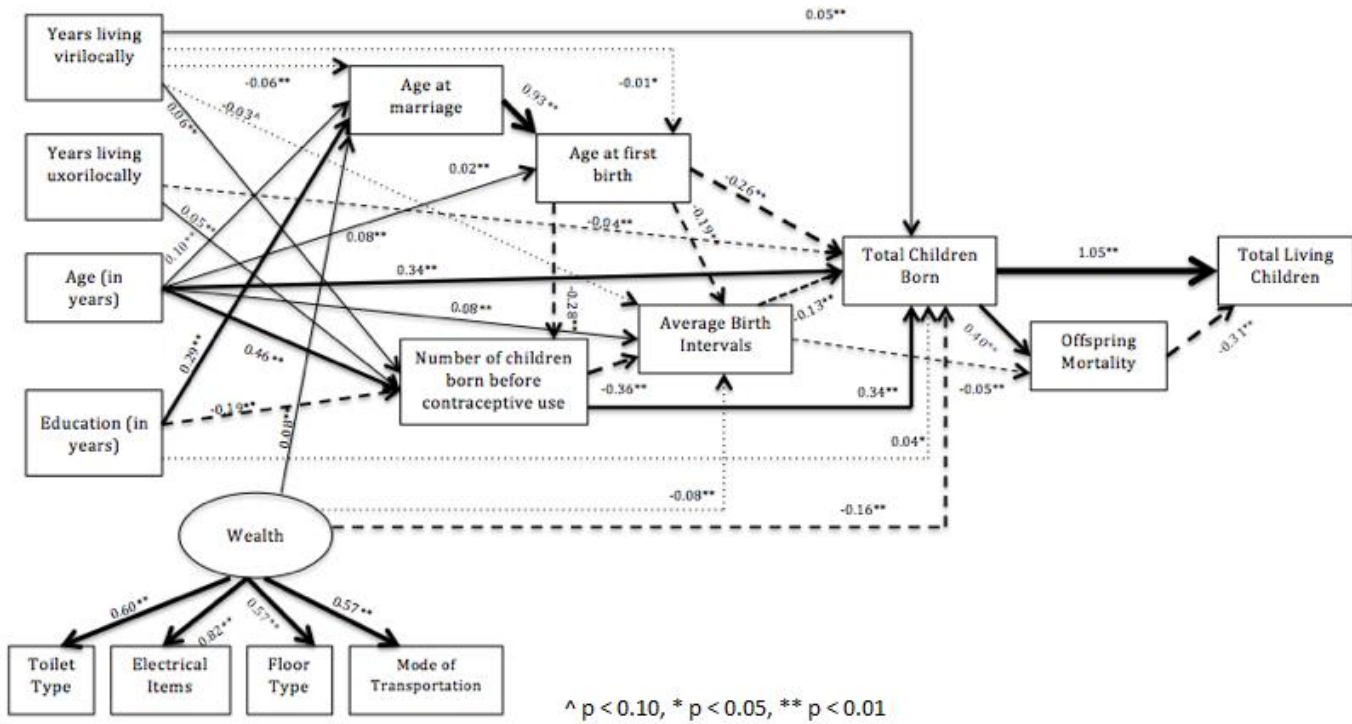 0.05**
Years living
virilocally
-0.06**
Age at
marriage
-0.01*
0.93**
-0.03^
0.06**
Years living
uxorilocally
Age at first
birth
0.02**
-0.26**
-0.19**
-0.04**
0.05**
0.10**
0.08**
Age (in
years)
0.34**
Total Children
Born
1.05**
Total Living
Children
-0.28**
0.08**
-0.13**
Average Birth
Intervals
0.40**
Offspring
Mortality
-0.31**
0.29**
0.46**
Number of children
born before
contraceptive use
-0.36**
0.34**
-0.05**
Education (in
years)
-0.19**
0.08**
0.04*
-0.08**
-0.16**
Wealth
0.60**
0.82**
0.57**
0.57**
Toilet
Type
Electrical
Items
Floor
Type
Mode of
Transportation
^ p < 0.10, * p < 0.05, ** p < 0.01